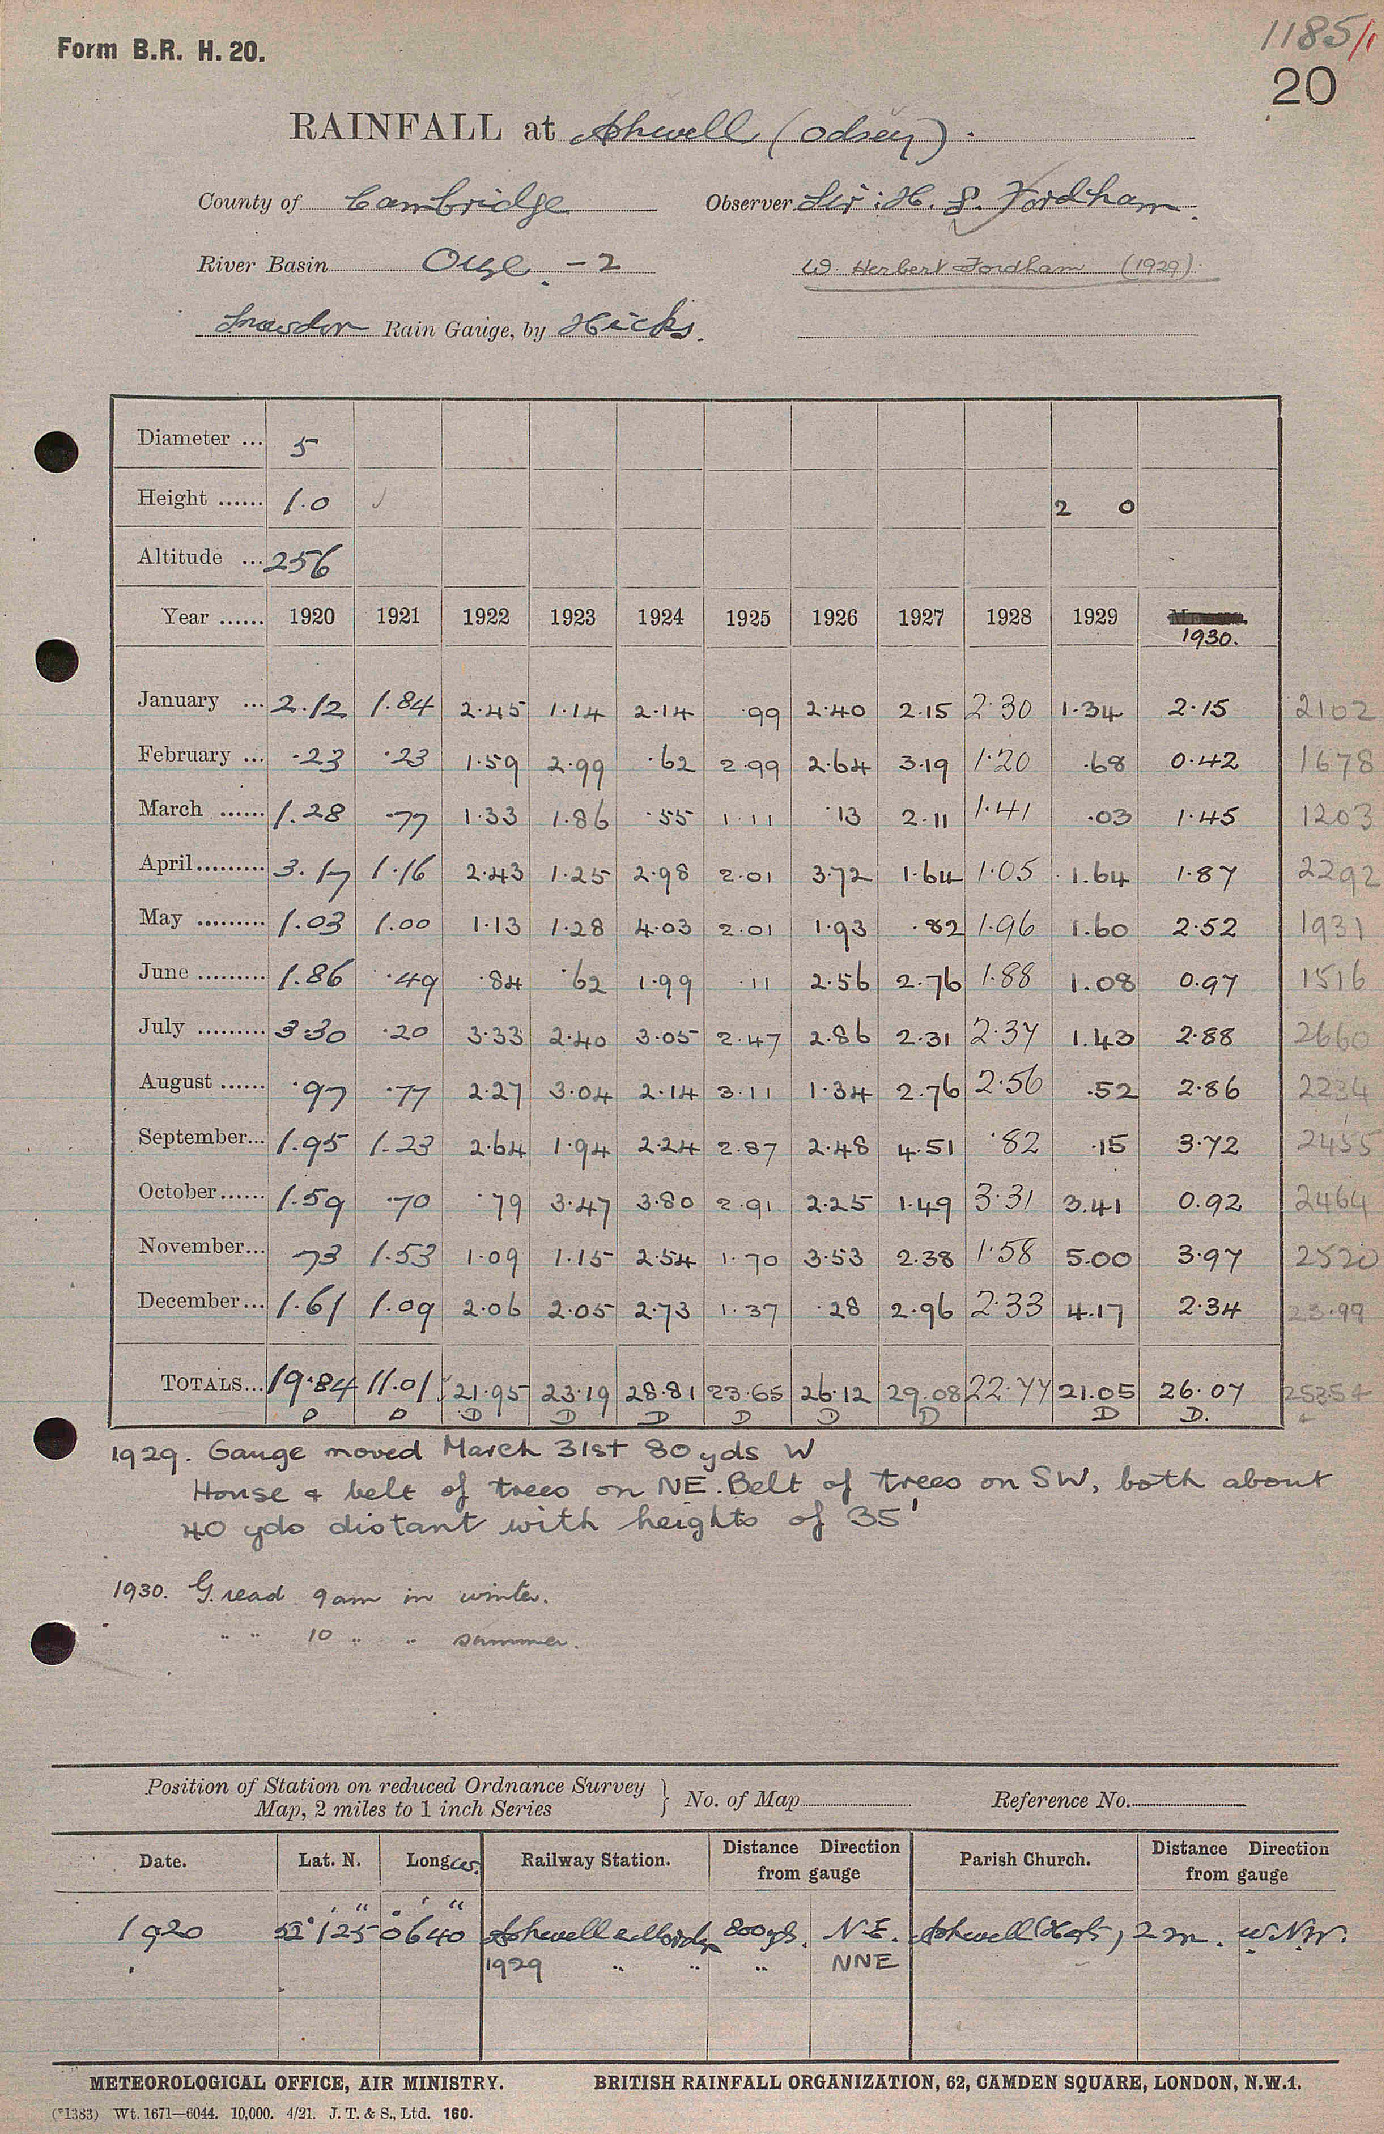 1185/1
Form B.R. H. 20.
20
RAINFALL at Ashwell (Odsey).
County of Cambridge Observer Sir H. G. Fordham.
River Basin Ouse - 2 W. Herbert Fordham (1929)
Snowdon Rain Gauge, by Hicks.
Diameter ... 5
Height ...... 1.0 ✓ 2 0
Altitude ... 256
Year ...... 1920 1921 1922 1923 1924 1925 1926 1927 1928 1929 1930.
January ... 2.12 1.84 2.45 1.14 2.14 .99 2.40 2.15 2.30 1.34 2.15 2102
February ... .23 .23 1.59 2.99 .62 2.99 2.64 3.19 1.20 .68 0.42 1678
March ...... 1.28 .77 1.33 1.86 .55 1.11 .13 2.11 1.41 .03 1.45 1203
April ......... 3.17 1.16 2.43 1.25 2.98 2.01 3.72 1.64 1.05 1.64 1.87 2292
May ......... 1.03 1.00 1.13 1.28 4.03 2.01 1.93 .82 1.96 1.60 2.52 1931
June ......... 1.86 .49 .84 .62 1.99 .11 2.56 2.76 1.88 1.08 0.97 1516
July ......... 3.30 .20 3.33 2.40 3.05 2.47 2.86 2.31 2.37 1.43 2.88 2660
August ...... .97 .77 2.27 3.04 2.14 3.11 1.34 2.76 2.56 .52 2.86 2234
September... 1.95 1.23 2.64 1.94 2.24 2.87 2.48 4.51 .82 .15 3.72 2455
October...... 1.59 .70 .79 3.47 3.80 2.91 2.25 1.49 3.31 3.41 0.92 2464
November... .73 1.53 1.09 1.15 2.54 1.70 3.53 2.38 1.58 5.00 3.97 2520
December... 1.61 1.09 2.06 2.05 2.73 1.37 .28 2.96 2.33 4.17 2.34 23.99
TOTALS... 19.84 11.01 21.95 23.19 28.81 23.65 26.12 29.08 22.77 21.05 26.07 25354
D D D D D D D D D D.
1929. Gauge moved March 31st 80 yds W
House & belt of trees on NE. Belt of trees on SW, both about
40 yds distant with heights of 35'
1930. G. read 9am in winter.
" " 10 " " summer.
Position of Station on reduced Ordnance Survey
Map, 2 miles to 1 inch Series } No. of Map Reference No.
Date. Lat. N. Long Railway Station. Distance Direction from gauge Parish Church. Distance Direction from gauge
1920 52° 1' 25" 0° 6' 40" Ashwell & Morden 800 yds. N.E. Ashwell (Herts), 2 m. W.N.W.
1929 " " " NNE
METEOROLOGICAL OFFICE, AIR MINISTRY. BRITISH RAINFALL ORGANIZATION, 62, CAMDEN SQUARE, LONDON, N.W.1.
(*1383) Wt. 1671—6044. 10,000. 4/21. J. T. & S., Ltd. 160.